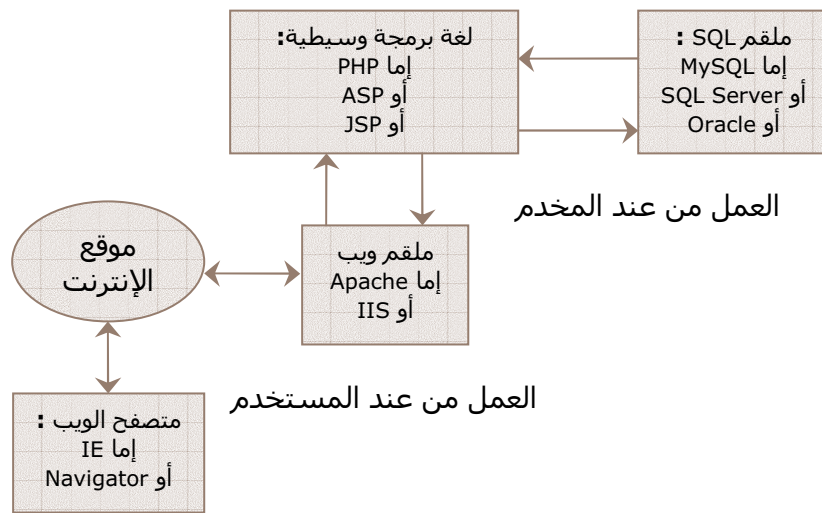 ملقم SQL :
إما MySQL
أو SQL Server
أو Oracle
لغة برمجة وسيطية:
إما PHP
أو ASP
أو JSP
العمل من عند المخدم
ملقم ويب
إما Apache
أو IIS
موقع
الإنترنت
العمل من عند المستخدم
متصفح الويب :
إما IE
أو Navigator